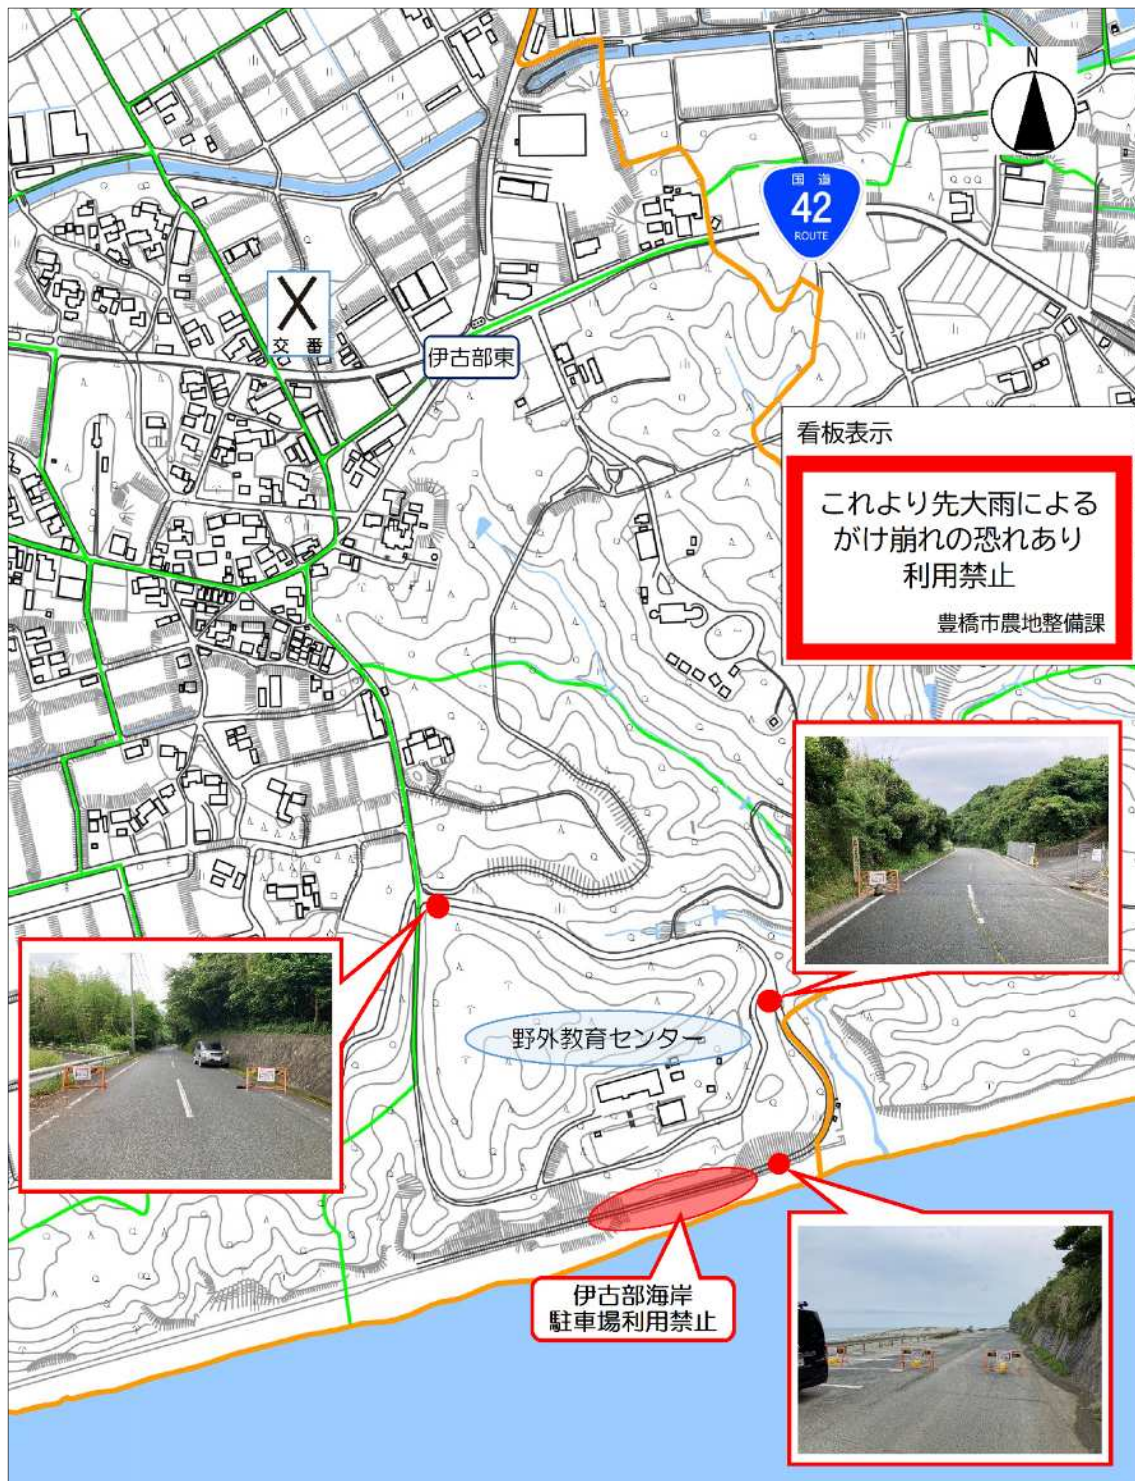 N
国道
42
ROUTE
交番
伊古部東
看板表示
これより先大雨による
がけ崩れの恐れあり
利用禁止
豊橋市農地整備課
野外教育センター
伊古部海岸
駐車場利用禁止